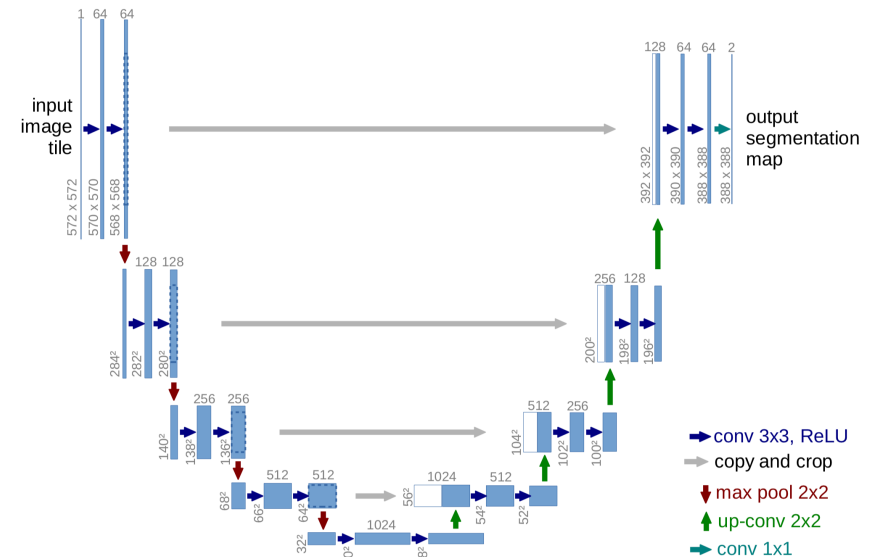 1 64 64
input
image
tile
572 x 572
570 x 570
568 x 568
128 64 64 2
output
segmentation
map
392 x 392
390 x 390
388 x 388
388 x 388
128 128
284²
282²
280²
256 128
200²
198²
196²
256 256
140²
138²
136²
512 256
104²
102²
100²
512 512
68²
66²
64²
1024 512
56²
54²
52²
1024
32²
conv 3x3, ReLU
copy and crop
max pool 2x2
up-conv 2x2
conv 1x1